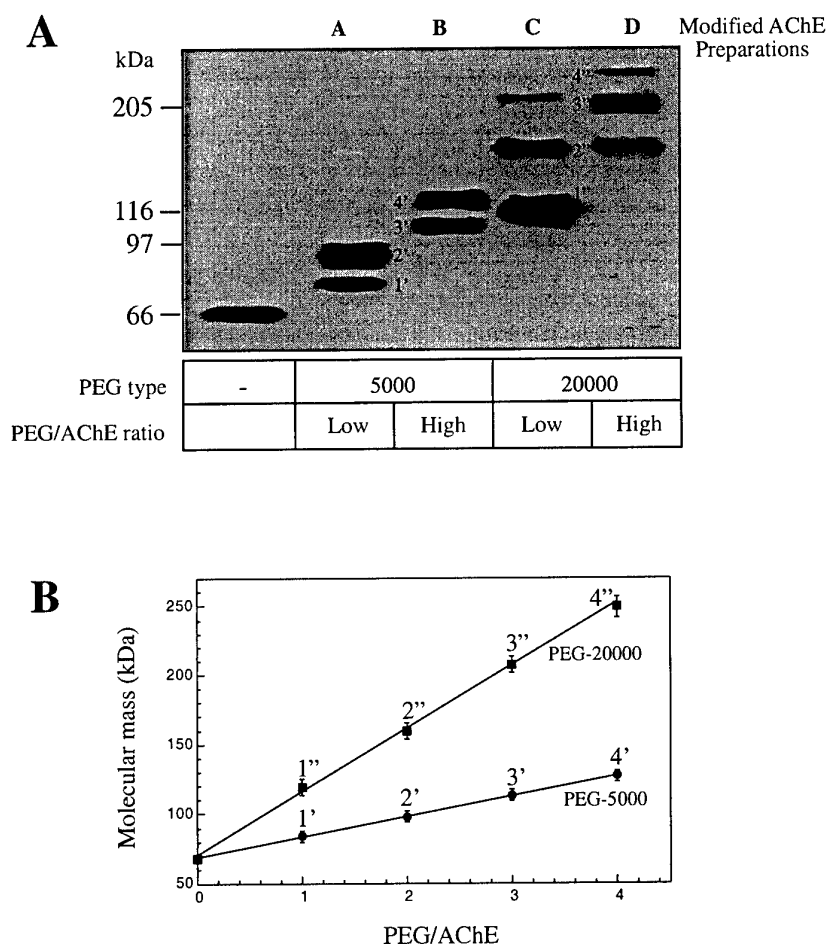 A
A B C D Modified AChE
Preparations
kDa
205
116
97
66
1'
2'
3'
4'
1"
2"
3"
4"
PEG type - 5000 20000
PEG/AChE ratio Low High Low High
B
Molecular mass (kDa)
250
200
150
100
50
0 1 2 3 4
PEG/AChE
1” 2” 3” 4”
PEG-20000
1’ 2’ 3’ 4’
PEG-5000